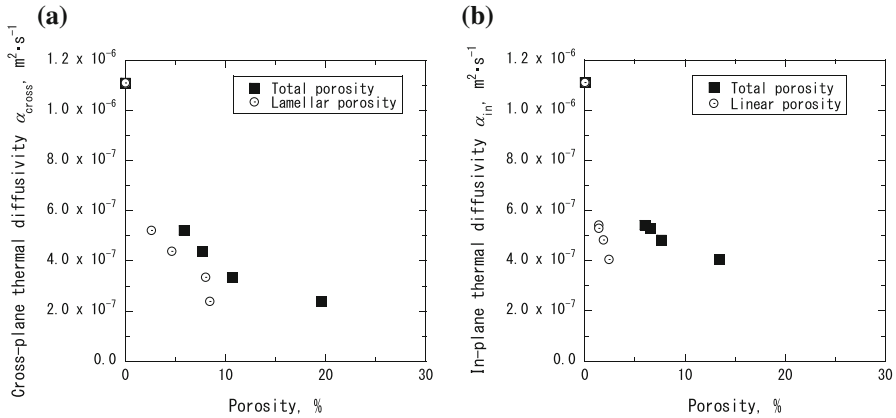 (a)
Cross-plane thermal diffusivity α_cross, m²·s⁻¹
1.2 x 10⁻⁶
1.0 x 10⁻⁶
8.0 x 10⁻⁷
6.0 x 10⁻⁷
4.0 x 10⁻⁷
2.0 x 10⁻⁷
0.0
Total porosity
Lamellar porosity
0 10 20 30
Porosity, %
(b)
In-plane thermal diffusivity α_in, m²·s⁻¹
1.2 x 10⁻⁶
1.0 x 10⁻⁶
8.0 x 10⁻⁷
6.0 x 10⁻⁷
4.0 x 10⁻⁷
2.0 x 10⁻⁷
0.0
Total porosity
Linear porosity
0 10 20 30
Porosity, %